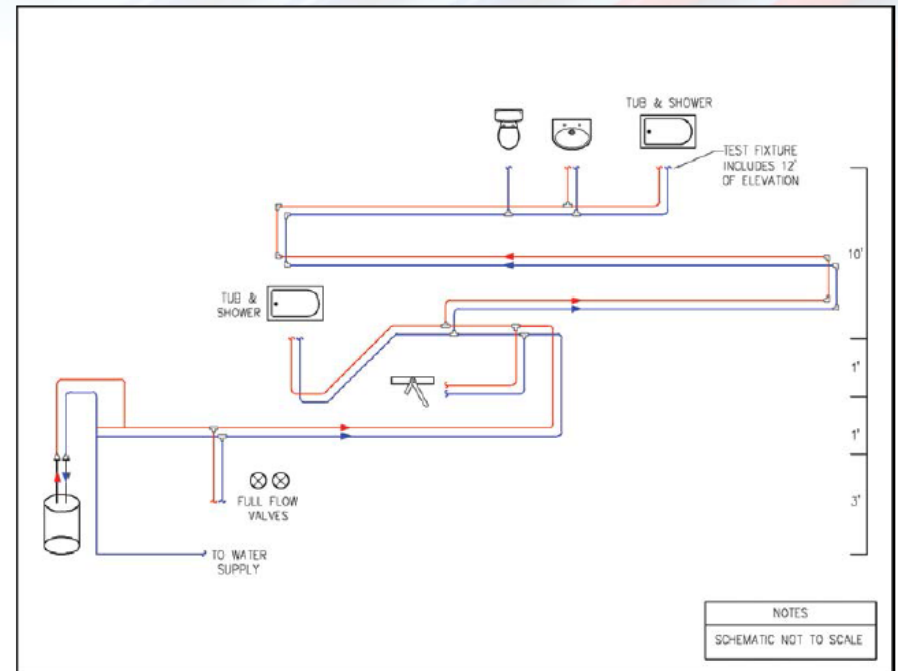 TUB & SHOWER
TEST FIXTURE
INCLUDES 12'
OF ELEVATION
10'
TUB &
SHOWER
1'
1'
FULL FLOW
VALVES
3'
TO WATER
SUPPLY
NOTES
SCHEMATIC NOT TO SCALE